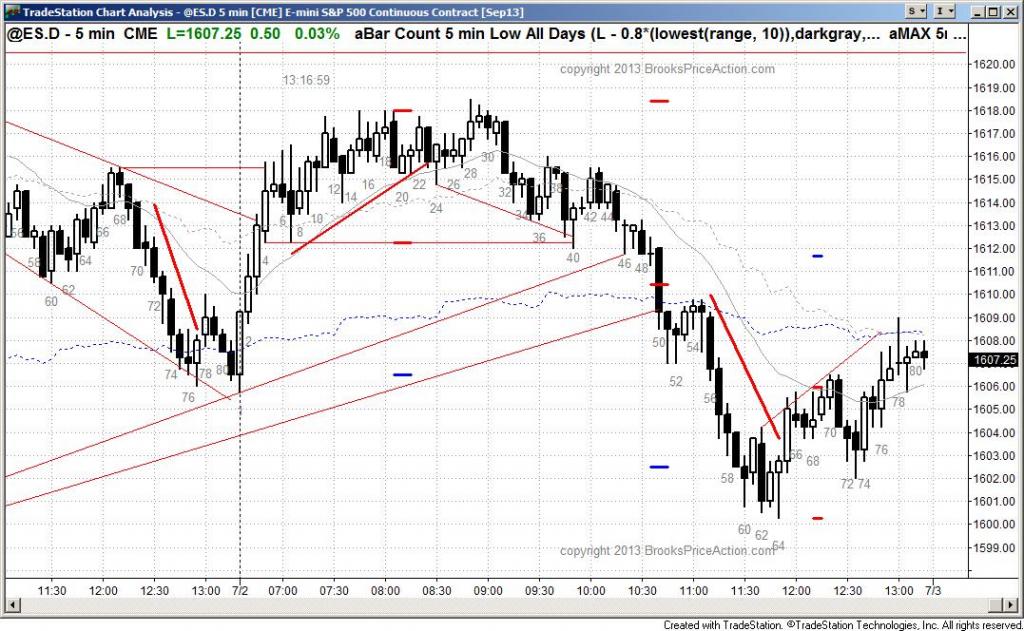 TradeStation Chart Analysis - @ES.D 5 min [CME] E-mini S&P 500 Continuous Contract [Sep13]
S I
@ES.D - 5 min CME L=1607.25 0.50 0.03% aBar Count 5 min Low All Days (L - 0.8*(lowest(range, 10)),darkgray,... aMAX 5 ...
copyright 2013 BrooksPriceAction.com
13:16:59
1620.00
1619.00
1618.00
1617.00
1616.00
1615.00
1614.00
1613.00
1612.00
1611.00
1610.00
1609.00
1608.00
1607.25
1606.00
1605.00
1604.00
1603.00
1602.00
1601.00
1600.00
1599.00
56 58 60 62 64 66 68 70 72 74 76 78 80
2 4 6 8 10 12 14 16 18 20 22 24 26 28 30 32 34 36 38 40 42 44 46 48 50 52 54 56 58 60 62 64 66 68 70 72 74 76 78 80
copyright 2013 BrooksPriceAction.com
11:30 12:00 12:30 13:00 7/2 07:00 07:30 08:00 08:30 09:00 09:30 10:00 10:30 11:00 11:30 12:00 12:30 13:00 7/3
Created with TradeStation. ©TradeStation Technologies, Inc. All rights reserved.